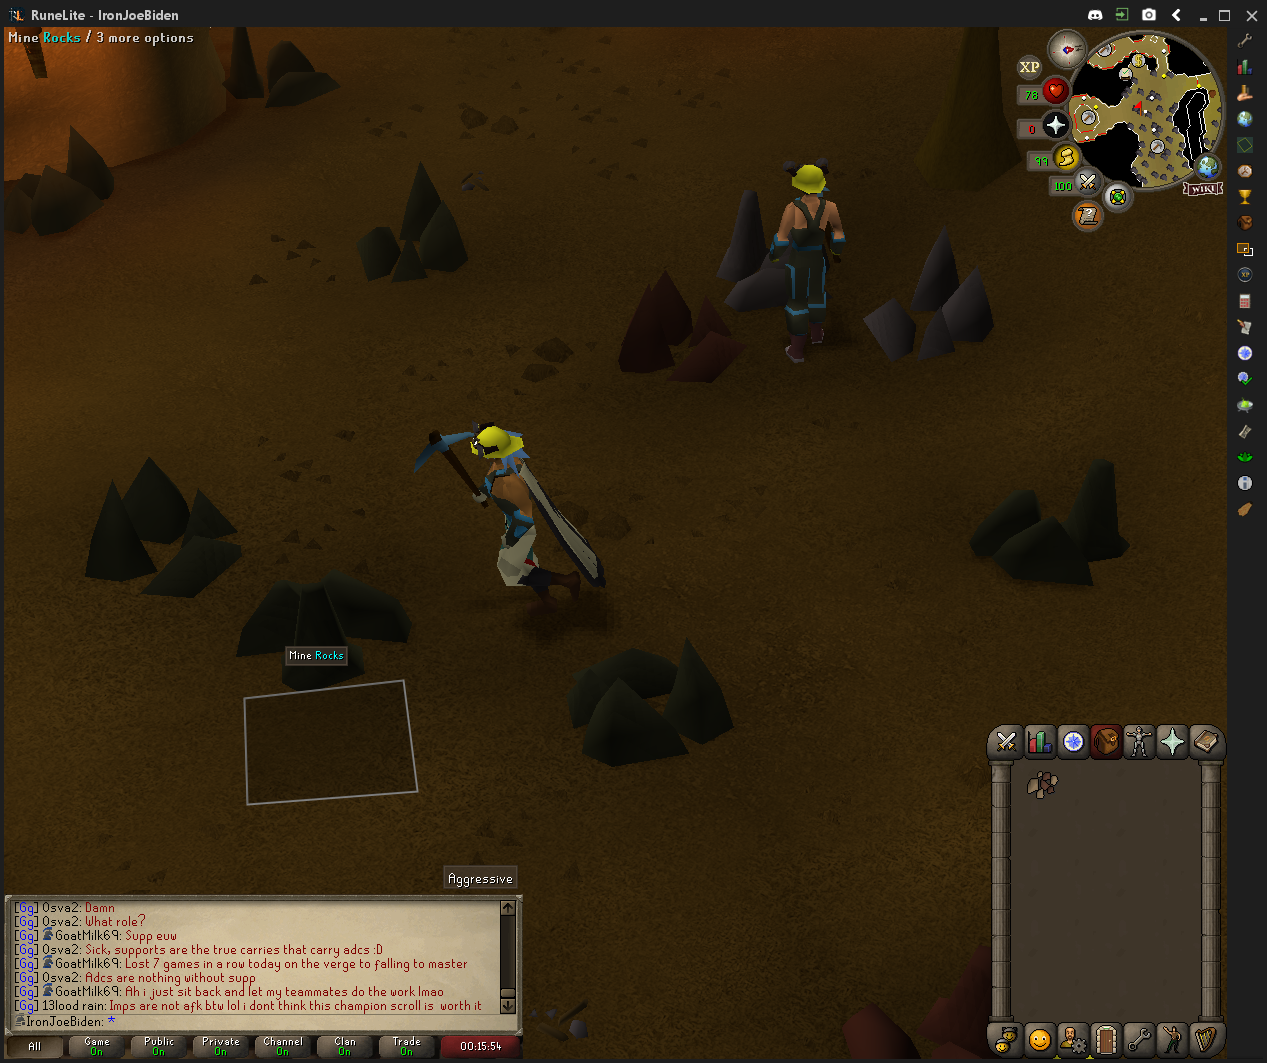 RuneLite - IronJoeBiden
Mine Rocks / 3 more options
XP
78
0
99
100
WIKI
Mine Rocks
Aggressive
[Gg] Osva2: Damn
[Gg] Osva2: What role?
[Gg] GoatMilk69: Supp euw
[Gg] Osva2: Sick, supports are the true carries that carry adcs :D
[Gg] GoatMilk69: Lost 7 games in a row today on the verge to falling to master
[Gg] Osva2: Adcs are nothing without supp
[Gg] GoatMilk69: Ah i just sit back and let my teammates do the work lmao
[Gg] 13lood rain: Imps are not afk btw lol i dont think this champion scroll is worth it
IronJoeBiden: *
All
Game
On
Public
On
Private
On
Channel
On
Clan
On
Trade
On
00:15:54